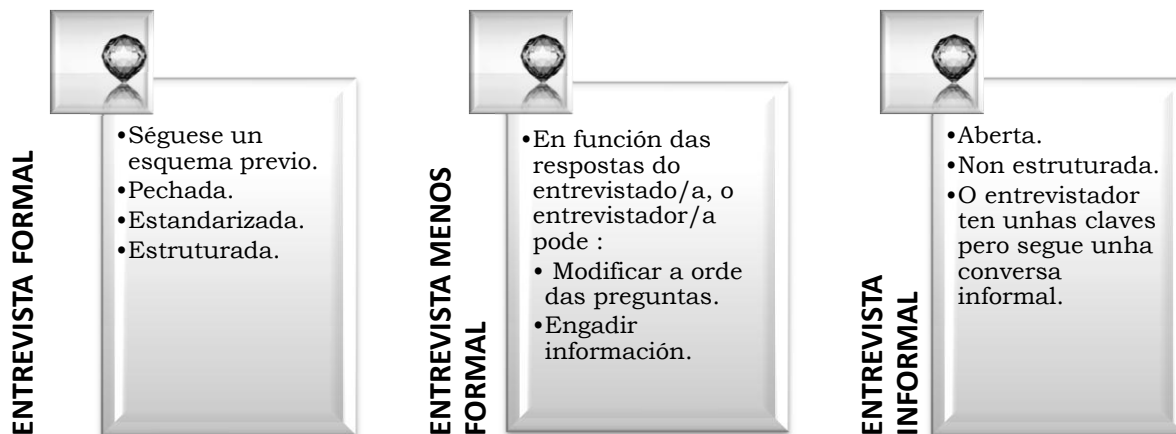 ENTREVISTA FORMAL
•Séguese un
esquema previo.
•Pechada.
•Estandarizada.
•Estruturada.
ENTREVISTA MENOS
FORMAL
•En función das
respostas do
entrevistado/a, o
entrevistador/a
pode :
• Modificar a orde
das preguntas.
•Engadir
información.
ENTREVISTA
INFORMAL
•Aberta.
•Non estruturada.
•O entrevistador
ten unhas claves
pero segue unha
conversa
informal.